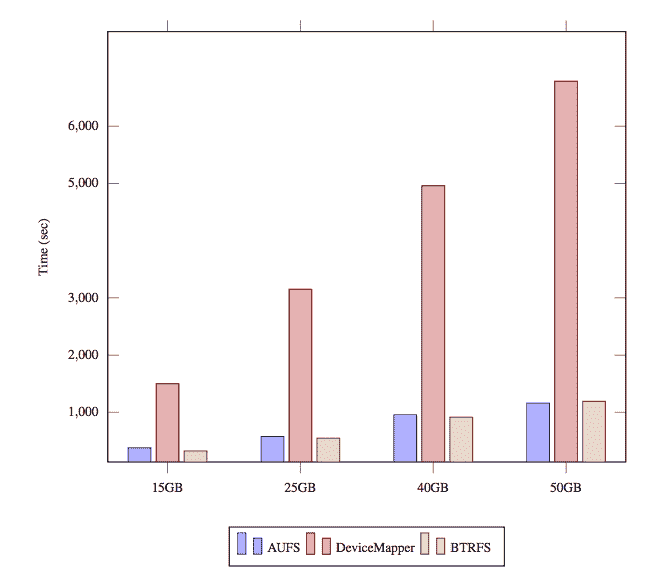 6,000
5,000
Time (sec)
3,000
2,000
1,000
15GB 25GB 40GB 50GB
AUFS DeviceMapper BTRFS